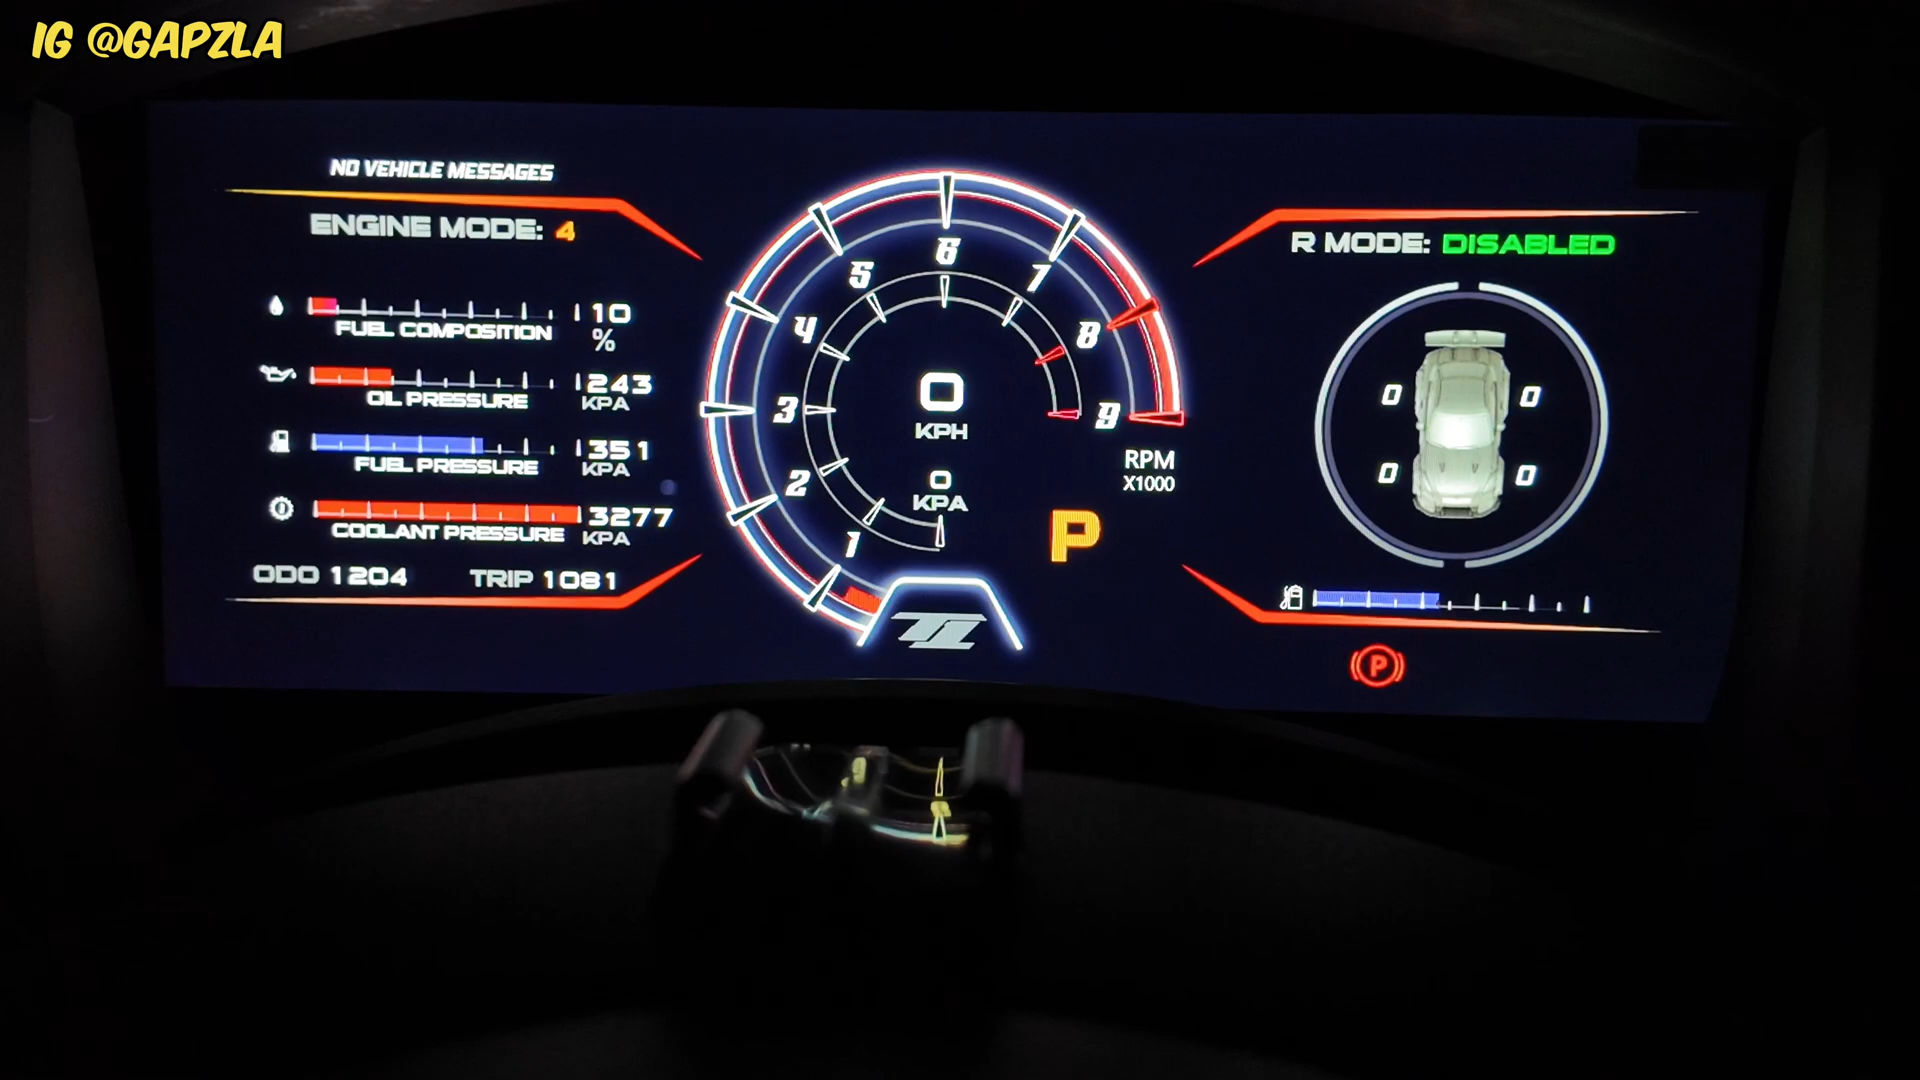 IG @GAPZLA
NO VEHICLE MESSAGES
ENGINE MODE: 4
10
FUEL COMPOSITION
%
243
OIL PRESSURE
KPA
351
FUEL PRESSURE
KPA
3277
COOLANT PRESSURE
KPA
ODO 1204 TRIP 1081
1
2
3
4
5
6
7
8
9
0
KPH
0
KPA
RPM
X1000
P
R MODE: DISABLED
0 0
0 0
P